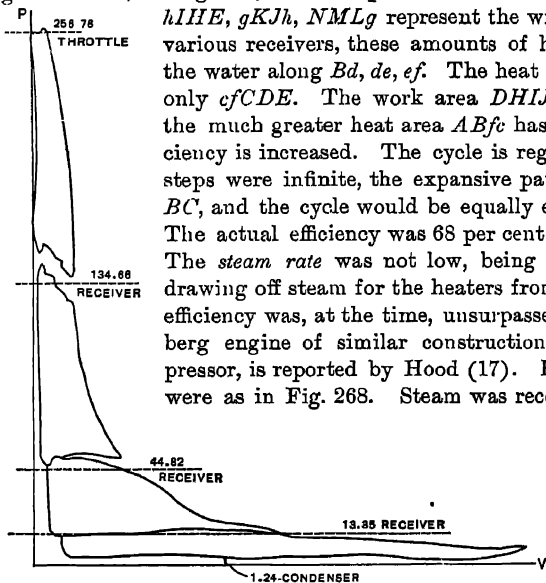 hIHE, gKJh, NMLg represent the w
various receivers, these amounts of h
the water along Bd, de, ef. The heat
only cfCDE. The work area DHIJ
the much greater heat area ABfc has
ciency is increased. The cycle is reg
steps were infinite, the expansive pa
BC, and the cycle would be equally e
The actual efficiency was 68 per cent
The steam rate was not low, being
drawing off steam for the heaters from
efficiency was, at the time, unsurpasse
berg engine of similar construction
pressor, is reported by Hood (17).
were as in Fig. 268. Steam was rece
P
256 78
THROTTLE
134.66
RECEIVER
44.82
RECEIVER
13.35 RECEIVER
V
1.24-CONDENSER